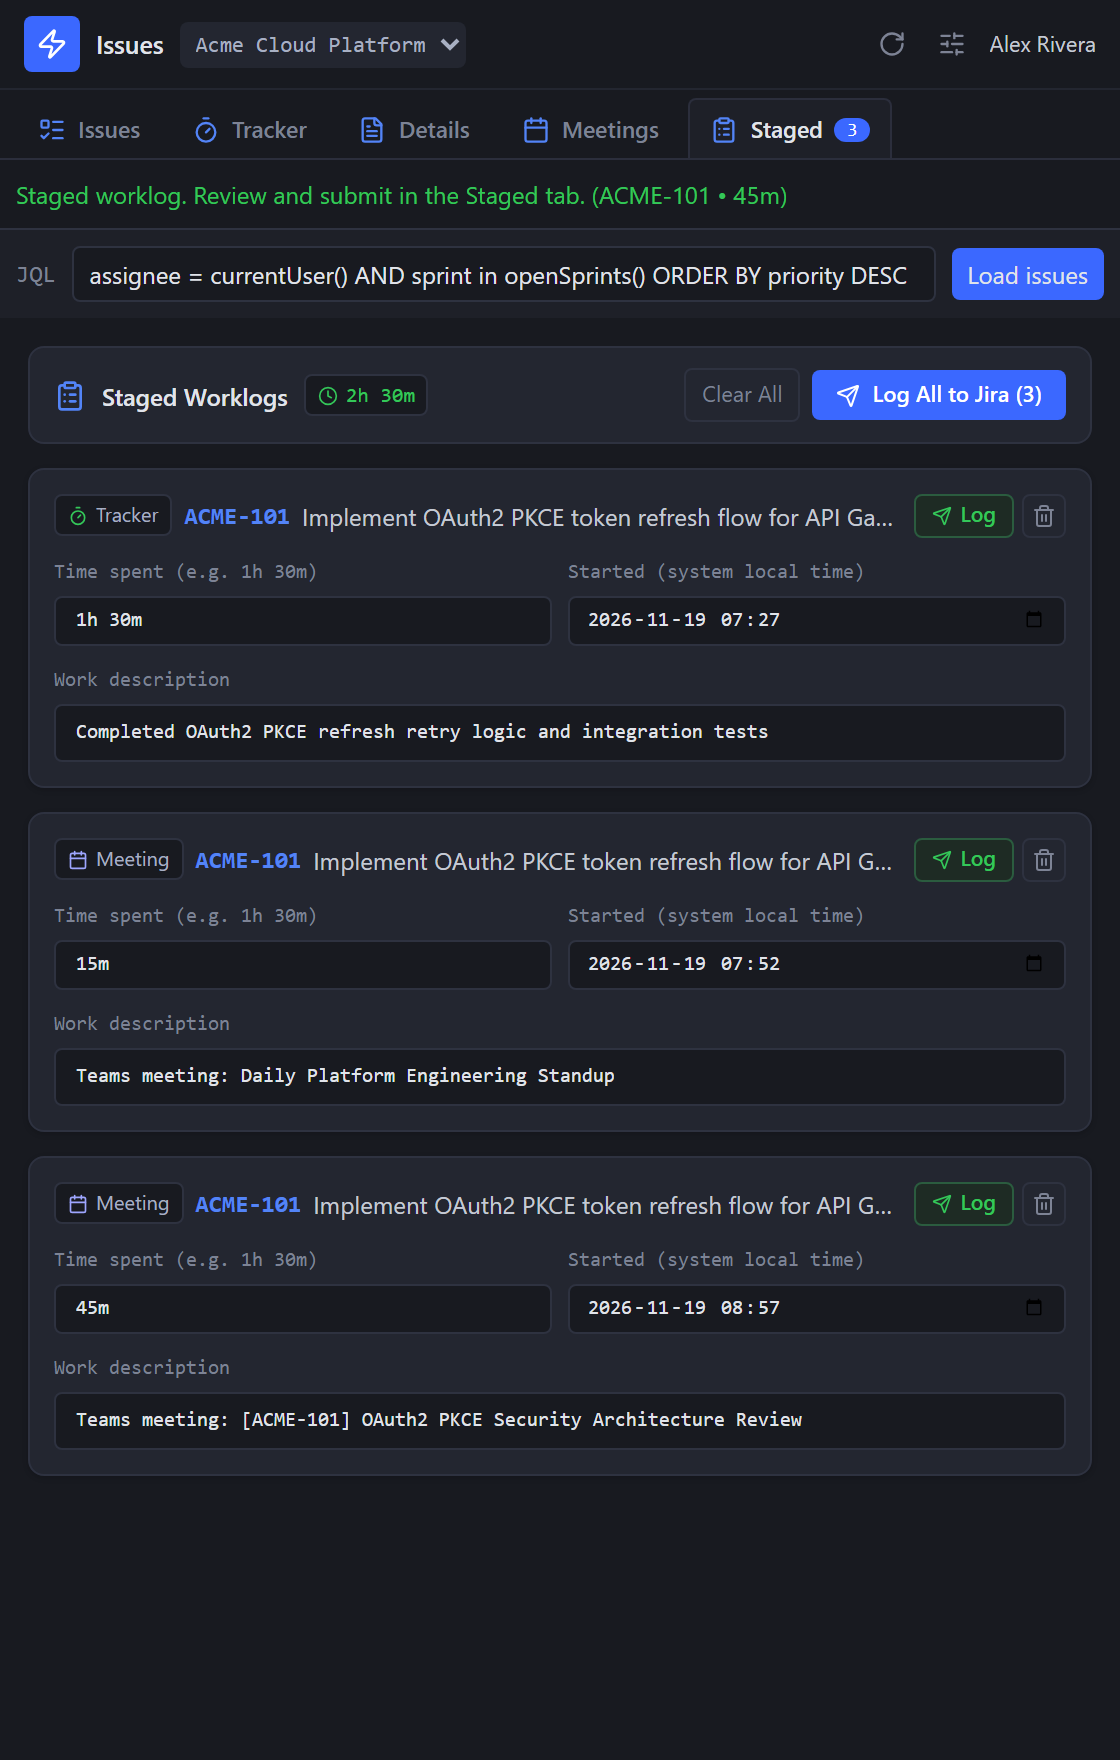 Issues
Acme Cloud Platform
Alex Rivera
Issues
Tracker
Details
Meetings
Staged 3
Staged worklog. Review and submit in the Staged tab. (ACME-101 • 45m)
JQL
assignee = currentUser() AND sprint in openSprints() ORDER BY priority DESC
Load issues
Staged Worklogs
2h 30m
Clear All
Log All to Jira (3)
Tracker
ACME-101 Implement OAuth2 PKCE token refresh flow for API Ga...
Log
Time spent (e.g. 1h 30m)
Started (system local time)
1h 30m
2026-11-19 07:27
Work description
Completed OAuth2 PKCE refresh retry logic and integration tests
Meeting
ACME-101 Implement OAuth2 PKCE token refresh flow for API G...
Log
Time spent (e.g. 1h 30m)
Started (system local time)
15m
2026-11-19 07:52
Work description
Teams meeting: Daily Platform Engineering Standup
Meeting
ACME-101 Implement OAuth2 PKCE token refresh flow for API G...
Log
Time spent (e.g. 1h 30m)
Started (system local time)
45m
2026-11-19 08:57
Work description
Teams meeting: [ACME-101] OAuth2 PKCE Security Architecture Review